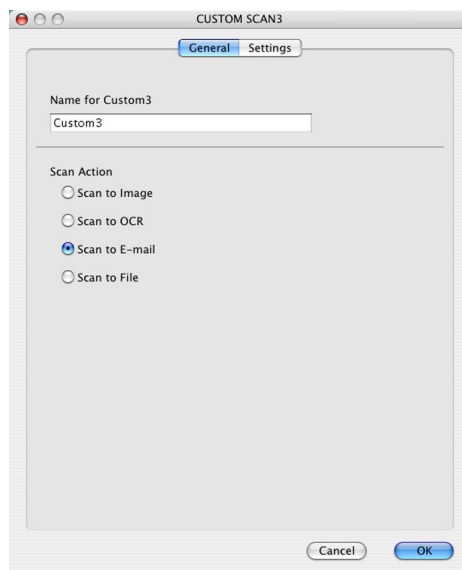 CUSTOM SCAN3
General Settings
Name for Custom3
Custom3
Scan Action
Scan to Image
Scan to OCR
Scan to E-mail
Scan to File
Cancel OK